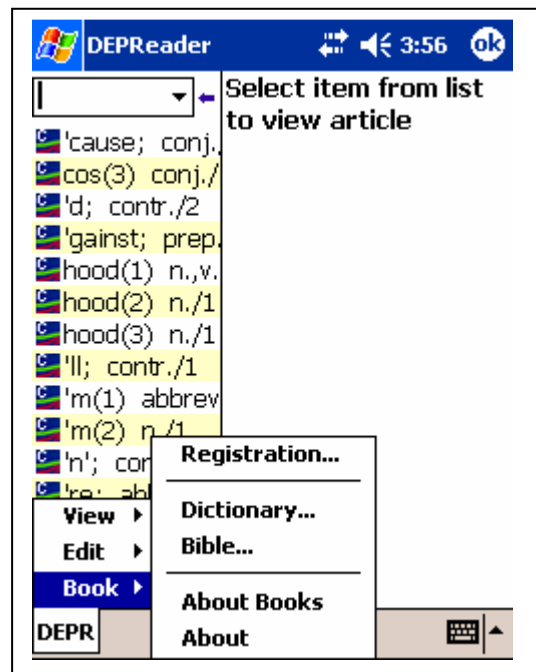 DEPReader 3:56 ok
Select item from list
to view article
'cause; conj.,
cos(3) conj./
'd; contr./2
'gainst; prep.
hood(1) n.,v.
hood(2) n./1
hood(3) n./1
'll; contr./1
'm(1) abbrev
'm(2) n./1
'n'; con
're; abb
Registration...
Dictionary...
Bible...
About Books
About
View
Edit
Book
DEPR